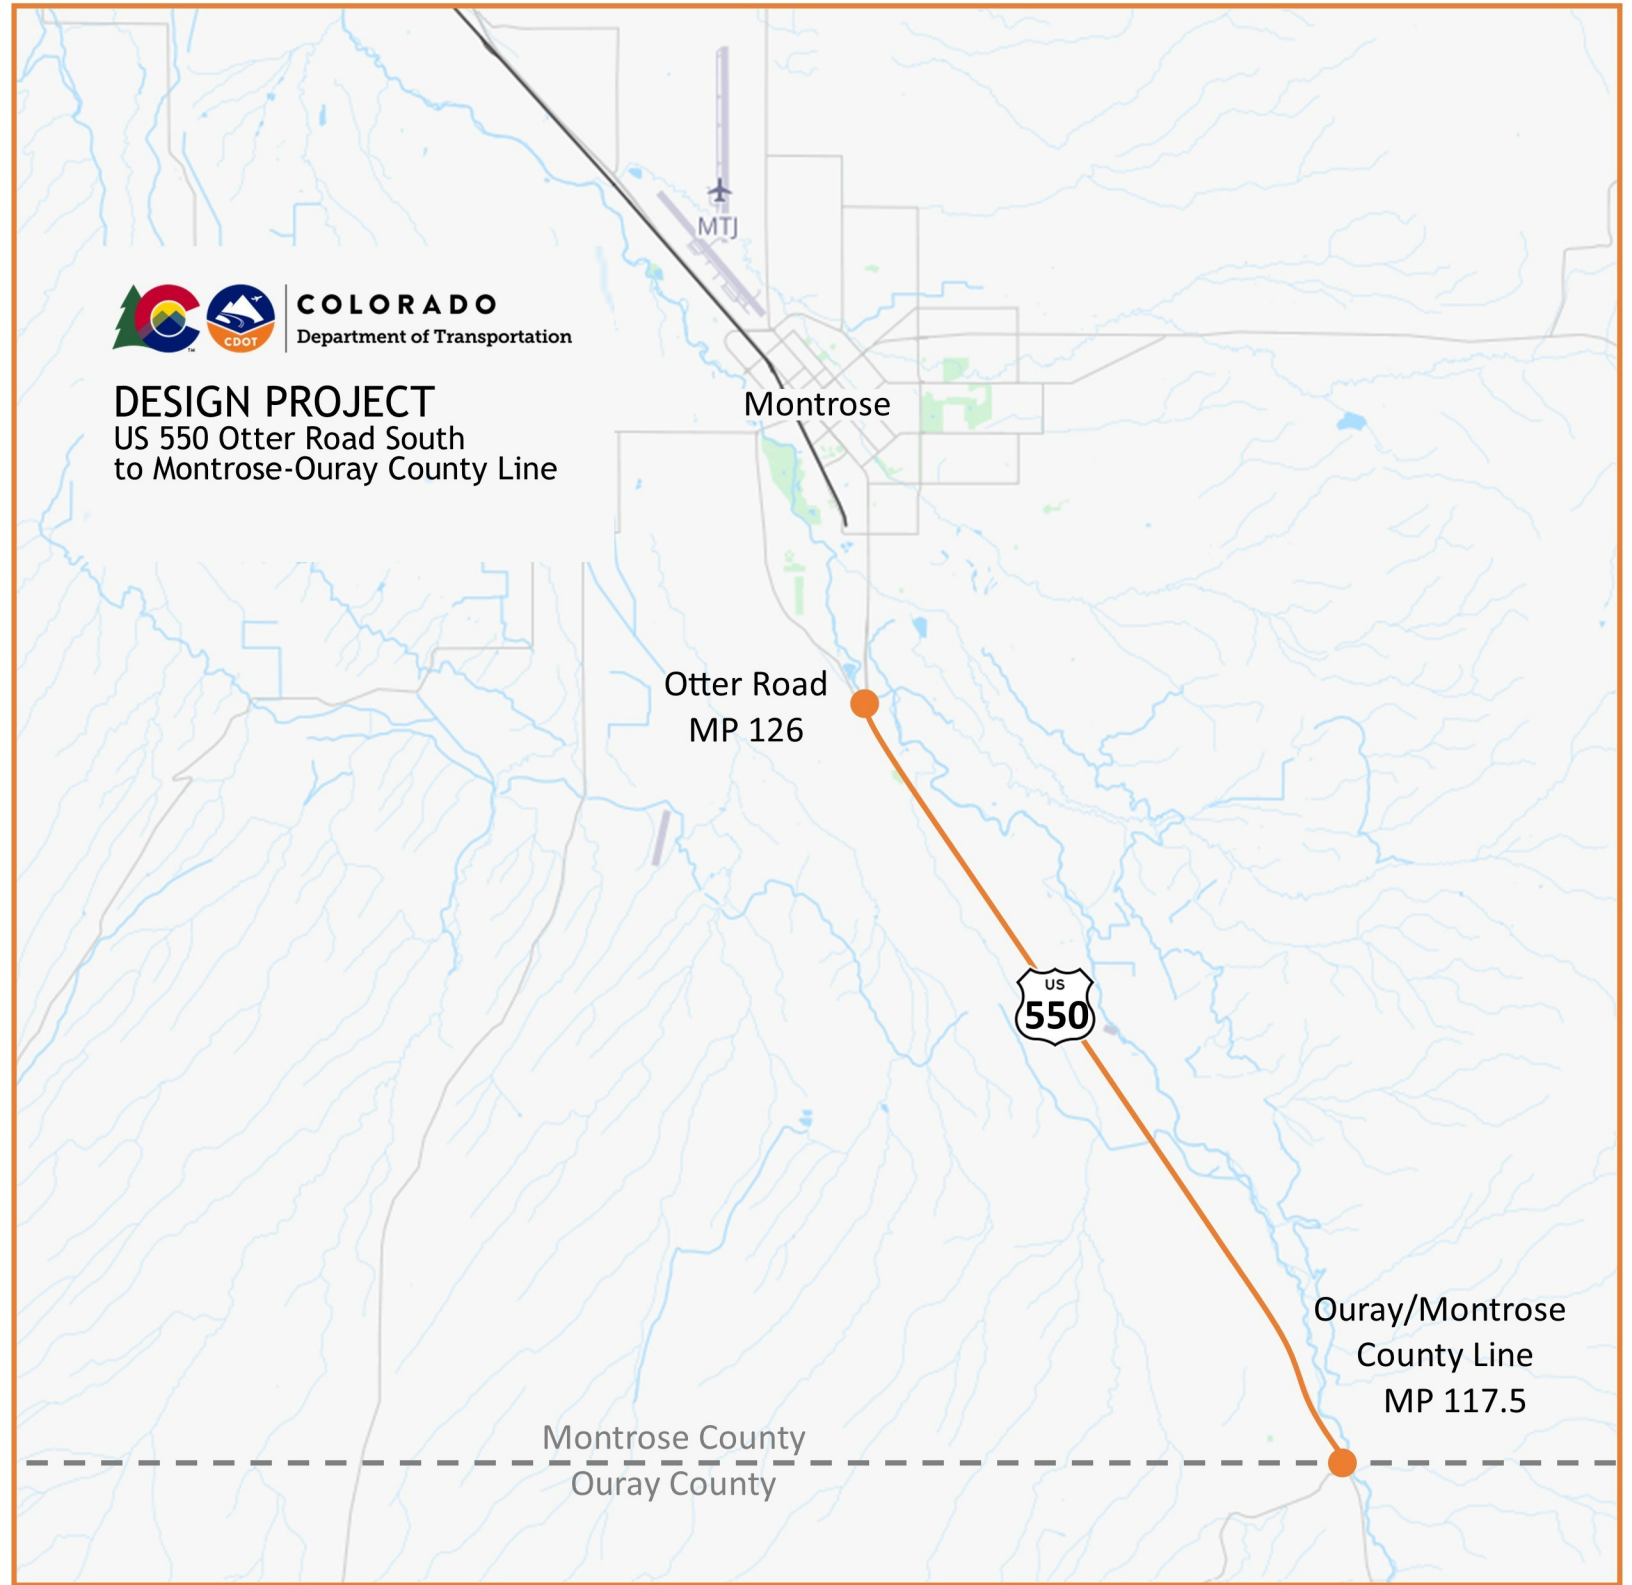 MTJ
COLORADO
Department of Transportation
CDOT
TM
DESIGN PROJECT
US 550 Otter Road South
to Montrose-Ouray County Line
Montrose
Otter Road
MP 126
US
550
Ouray/Montrose
County Line
MP 117.5
Montrose County
Ouray County